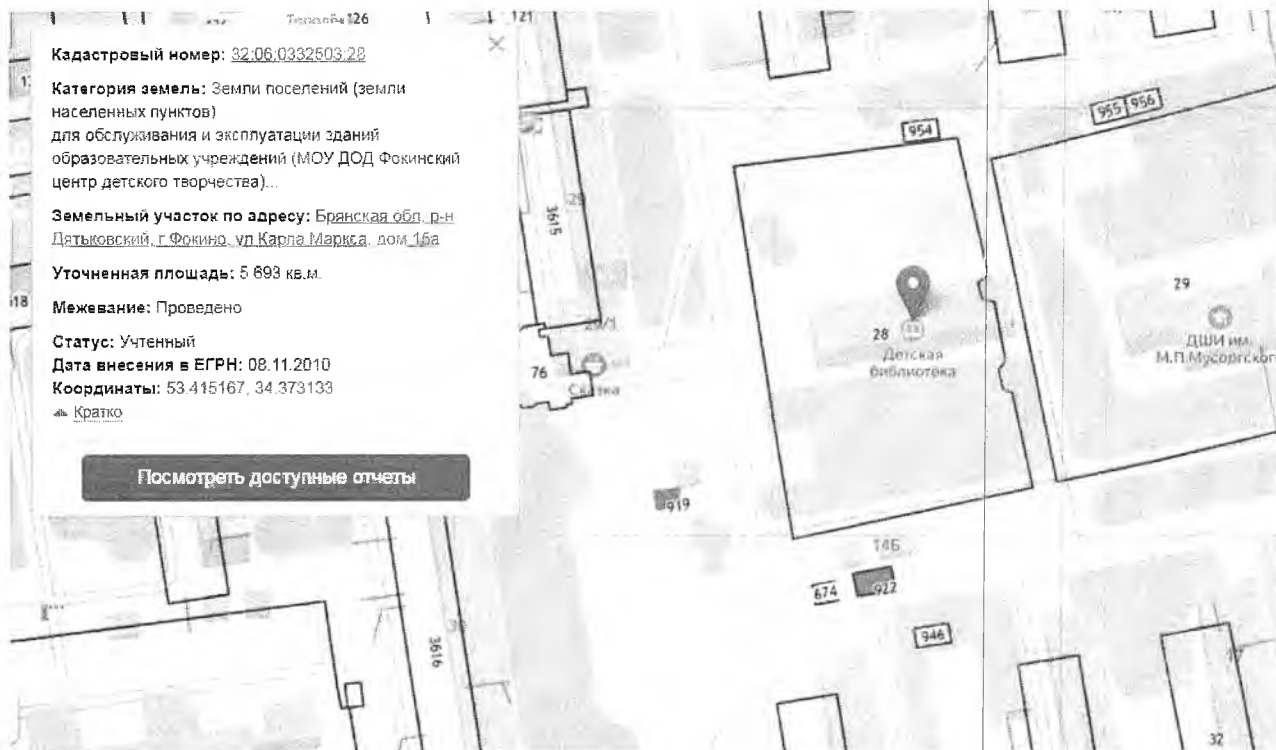 126
121
Кадастровый номер: 32:06:0332503:28
Категория земель: Земли поселений (земли
населенных пунктов)
для обслуживания и эксплуатации зданий
образовательных учреждений (МОУ ДОД Фокинский
центр детского творчества)...
Земельный участок по адресу: Брянская обл, р-н
Дятьковский, г Фокино, ул Карла Маркса, дом 15а
Уточненная площадь: 5 693 кв.м.
Межевание: Проведено
Статус: Учтенный
Дата внесения в ЕГРН: 08.11.2010
Координаты: 53.415167, 34.373133
Кратко
Посмотреть доступные отчеты
3615
76
Сказка
919
954
955 956
28
Детская
библиотека
29
ДШИ им.
М.П.Мусоргского
14Б
674
922
946
3616
32